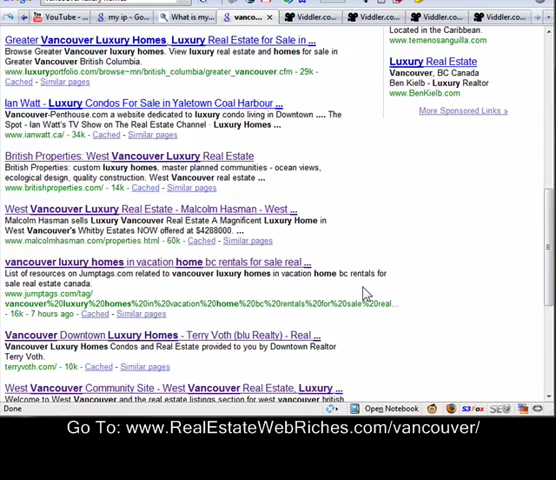 YouTube - ...
my ip - Go...
What is my...
vanco...
Viddler.co...
Viddler.co...
Viddler.co...
Greater Vancouver Luxury Homes, Luxury Real Estate for Sale in ...
Browse Greater Vancouver luxury homes. View luxury real estate and homes for sale in
Greater Vancouver British Columbia.
www.luxuryportfolio.com/browse~mn/british_columbia/greater_vancouver.cfm - 29k -
Cached - Similar pages
Ian Watt - Luxury Condos For Sale in Yaletown Coal Harbour ...
Vancouver-Penthouse.com a website dedicated to luxury condo living in Downtown .... The
Spot - Ian Watt's TV Show on The Real Estate Channel · Luxury Homes ...
www.ianwatt.ca/ - 34k - Cached - Similar pages
British Properties: West Vancouver Luxury Real Estate
British Properties: custom luxury homes, master planned communities - ocean views,
ecological design, quality construction. West Vancouver real estate ...
www.britishproperties.com/ - 14k - Cached - Similar pages
West Vancouver Luxury Real Estate - Malcolm Hasman - West ...
Malcolm Hasman sells Luxury Vancouver Real Estate A Magnificent Luxury Home in
West Vancouver's Whitby Estates NOW offered at $4288000. ...
www.malcolmhasman.com/properties.html - 60k - Cached - Similar pages
vancouver luxury homes in vacation home bc rentals for sale real ...
List of resources on Jumptags.com related to vancouver luxury homes in vacation home bc rentals for
sale real estate canada.
www.jumptags.com/tag/
vancouver%20luxury%20homes%20in%20vacation%20home%20bc%20rentals%20for%20sale%20real...
- 16k - 7 hours ago - Cached - Similar pages
Vancouver Downtown Luxury Homes - Terry Voth (blu Realty) - Real ...
Vancouver Luxury Homes Condos and Real Estate provided to you by Downtown Realtor
Terry Voth.
terryvoth.com/ - 10k - Cached - Similar pages
West Vancouver Community Site - West Vancouver Real Estate, Luxury ...
Welcome to West Vancouver and the real estate listings section for west vancouver british
Located in the Caribbean.
www.temenosanguilla.com
Luxury Real Estate
Vancouver, BC Canada
Ben Kielb - Luxury Realtor
www.BenKielb.com
More Sponsored Links »
Done
Open Notebook
S3Fox
Go To: www.RealEstateWebRiches.com/vancouver/